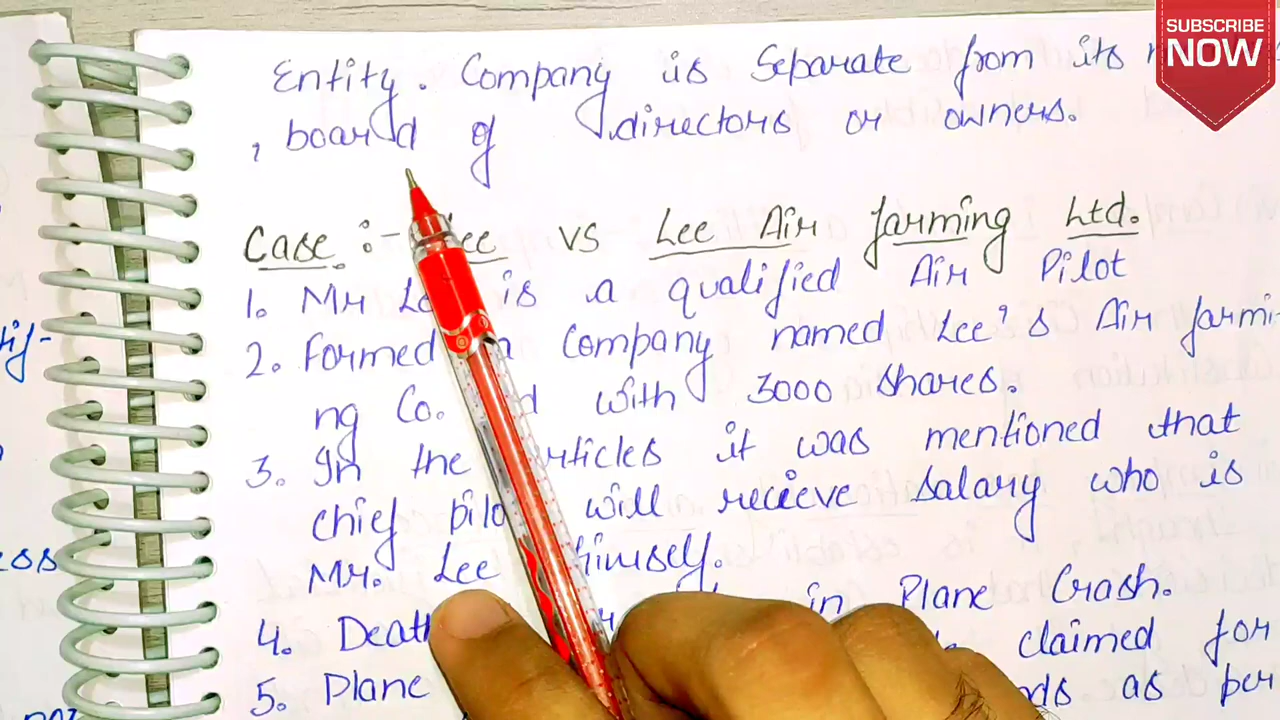 SUBSCRIBE
NOW
Entity. Company is Separate from its
, board of directors or owners.
Case :- Lee vs Lee Air farming Ltd.
1. Mr is a qualified Air Pilot
2. Formed Company named Lee's Air farmi-
ng Co. with 3000 shares.
3. In the it was mentioned that
chief will recieve salary who is
Mr. Lee himself.
4. in Plane Crash.
5. Plane claimed for
as per